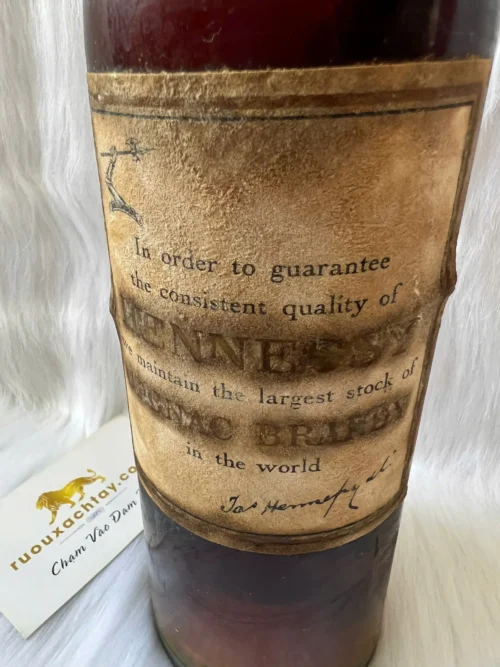 In order to guarantee
the consistent quality of
HENNESSY
we maintain the largest stock of
COGNAC BRANDY
in the world
Jas Hennessy & Co.
ruouxachtay.co
Chạm Vào Đam